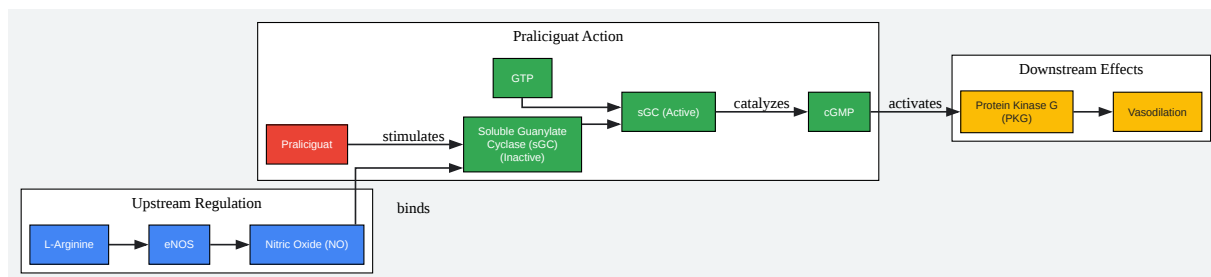 Praliciguat Action
GTP
Downstream Effects
sGC (Active)
catalyzes
cGMP
activates
Protein Kinase G
(PKG)
Vasodilation
Praliciguat
stimulates
Soluble Guanylate
Cyclase (sGC)
(Inactive)
Upstream Regulation
binds
L-Arginine
eNOS
Nitric Oxide (NO)